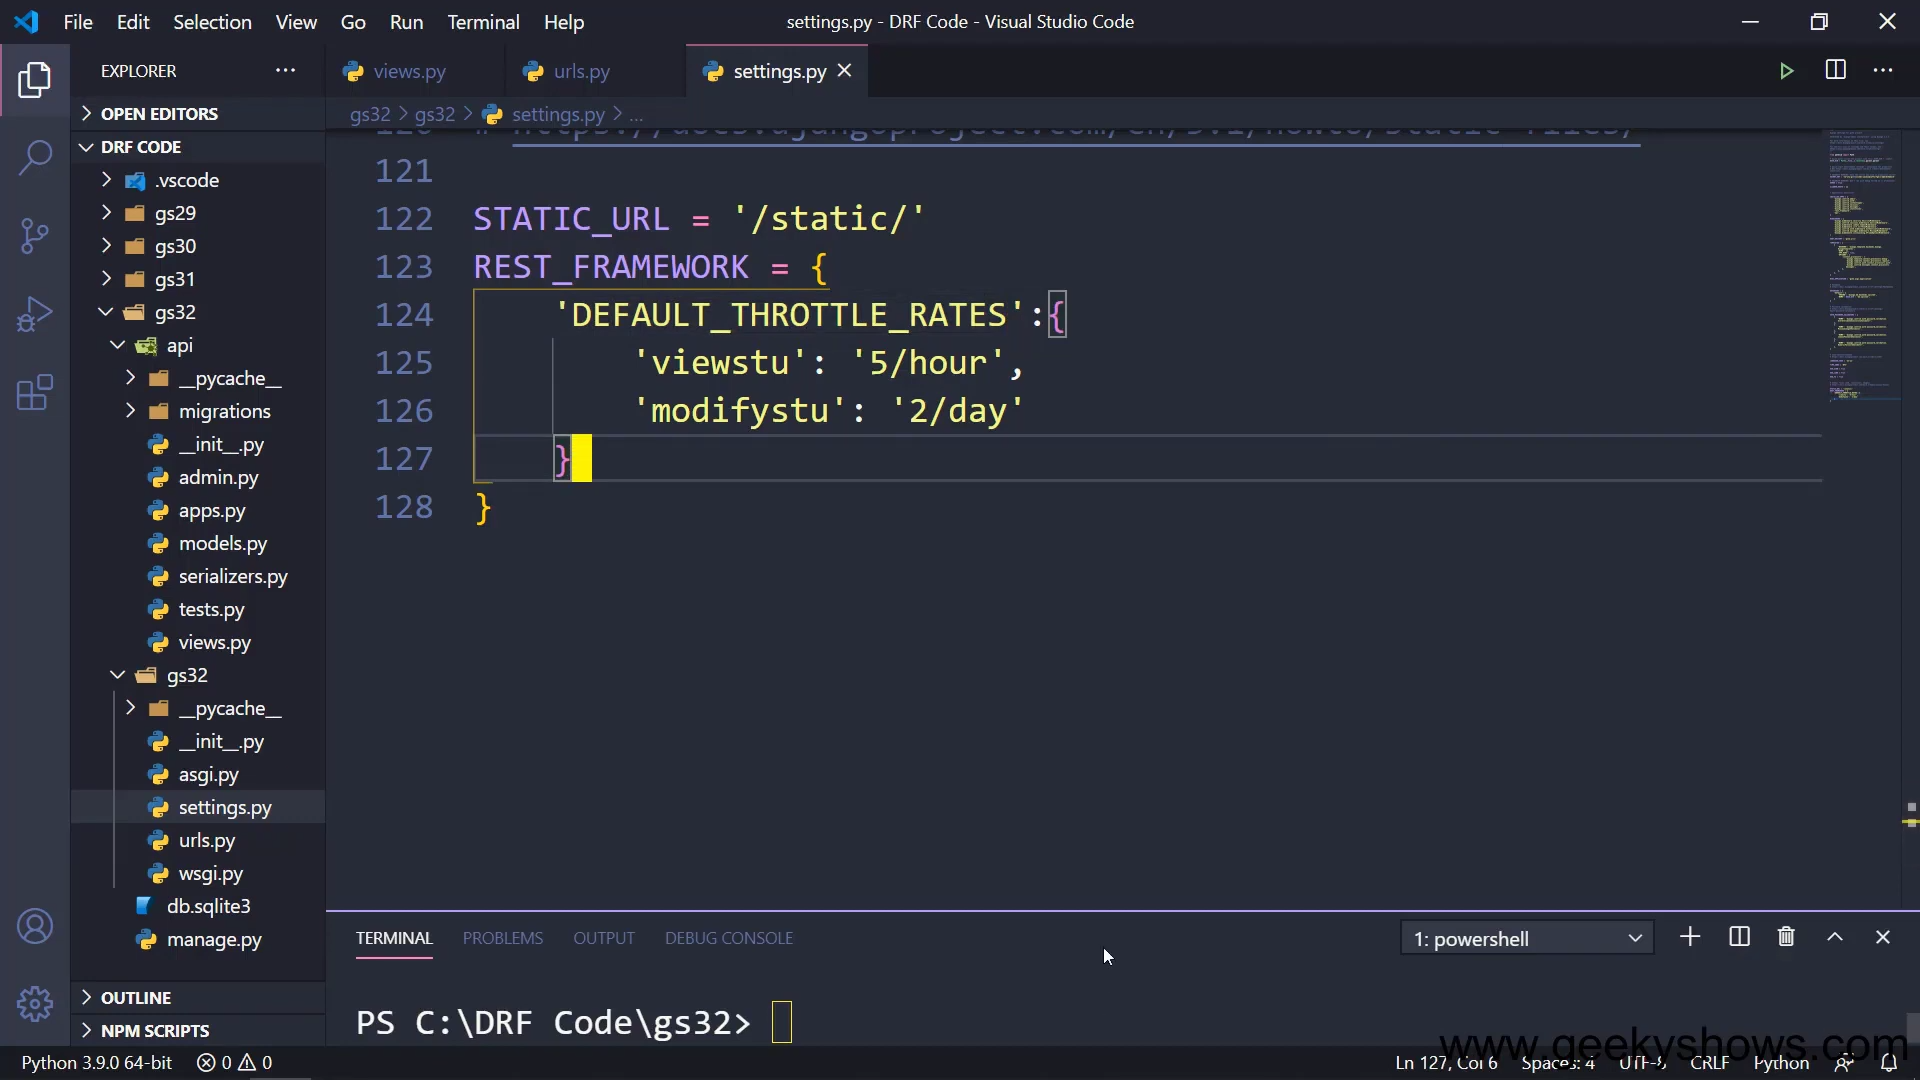 File Edit Selection View Go Run Terminal Help
settings.py - DRF Code - Visual Studio Code
EXPLORER
views.py
urls.py
settings.py
OPEN EDITORS
gs32 > gs32 > settings.py > ...
DRF CODE
.vscode
gs29
gs30
gs31
gs32
api
__pycache__
migrations
__init__.py
admin.py
apps.py
models.py
serializers.py
tests.py
views.py
gs32
__pycache__
__init__.py
asgi.py
settings.py
urls.py
wsgi.py
db.sqlite3
manage.py
OUTLINE
NPM SCRIPTS
121
122 STATIC_URL = '/static/'
123 REST_FRAMEWORK = {
124 'DEFAULT_THROTTLE_RATES':{
125 'viewstu': '5/hour',
126 'modifystu': '2/day'
127 }
128 }
TERMINAL PROBLEMS OUTPUT DEBUG CONSOLE
1: powershell
PS C:\DRF Code\gs32>
www.geekyshows.com
Python 3.9.0 64-bit 0 0
Ln 127, Col 6 Spaces: 4 UTF-8 CRLF Python